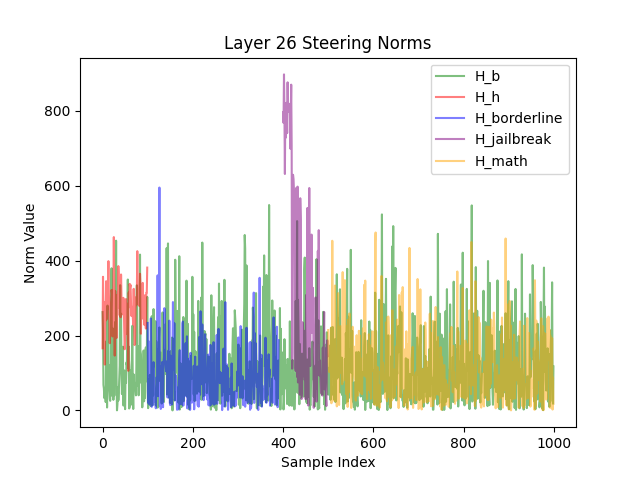 Layer 26 Steering Norms
H_b
H_h
H_borderline
H_jailbreak
H_math
Norm Value
800
600
400
200
0
0 200 400 600 800 1000
Sample Index